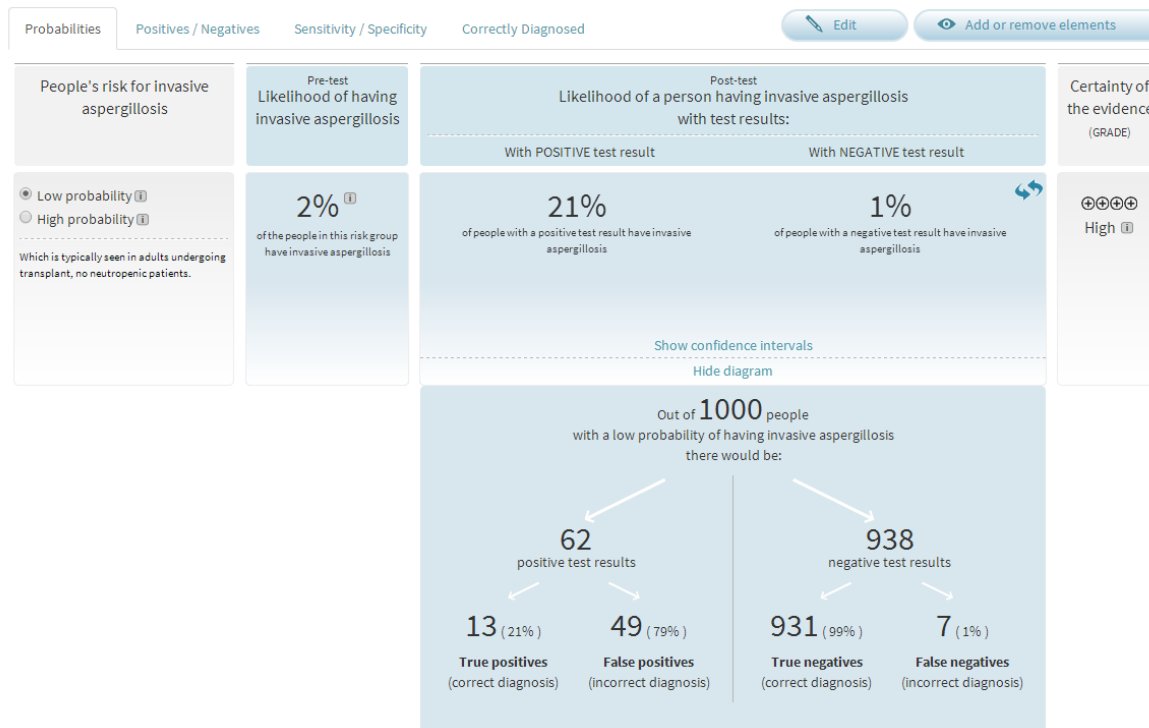 Probabilities
Positives / Negatives
Sensitivity / Specificity
Correctly Diagnosed
Edit
Add or remove elements
People's risk for invasive
aspergillosis
Pre-test
Likelihood of having
invasive aspergillosis
Post-test
Likelihood of a person having invasive aspergillosis
with test results:
With POSITIVE test result
With NEGATIVE test result
Certainty of
the evidence
(GRADE)
Low probability i
High probability i
Which is typically seen in adults undergoing
transplant, no neutropenic patients.
2% i
of the people in this risk group
have invasive aspergillosis
21%
of people with a positive test result have invasive
aspergillosis
1%
of people with a negative test result have invasive
aspergillosis
High i
Show confidence intervals
Hide diagram
Out of 1000 people
with a low probability of having invasive aspergillosis
there would be:
62
positive test results
938
negative test results
13 ( 21% )
True positives
(correct diagnosis)
49 ( 79% )
False positives
(incorrect diagnosis)
931 ( 99% )
True negatives
(correct diagnosis)
7 ( 1% )
False negatives
(incorrect diagnosis)